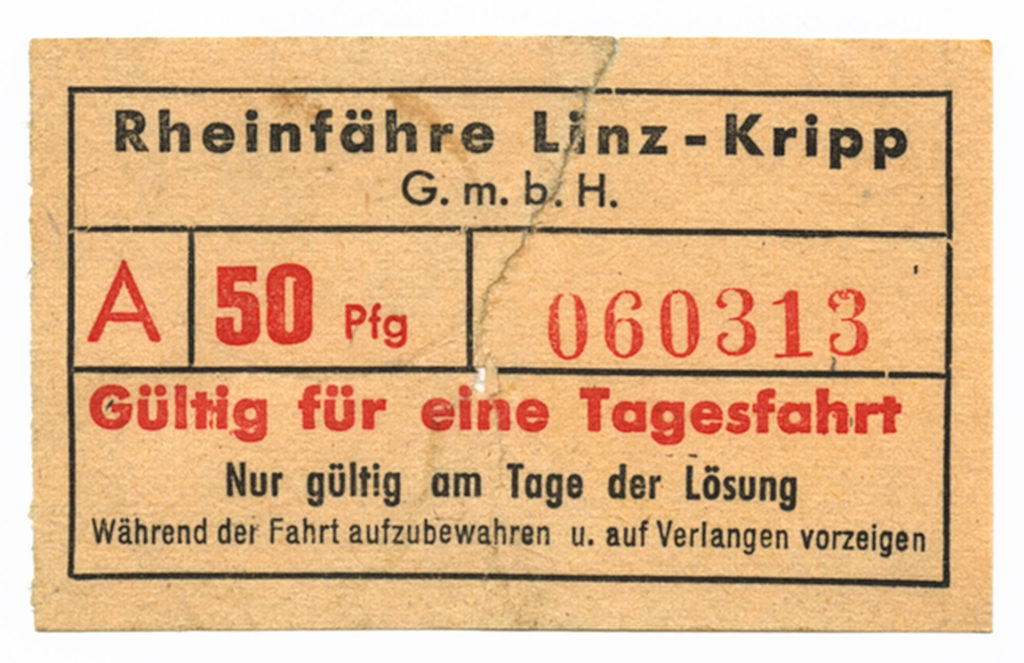 Rheinfähre Linz - Kripp
G. m. b. H.
A 50 Pfg 060313
Gültig für eine Tagesfahrt
Nur gültig am Tage der Lösung
Während der Fahrt aufzubewahren u. auf Verlangen vorzeigen